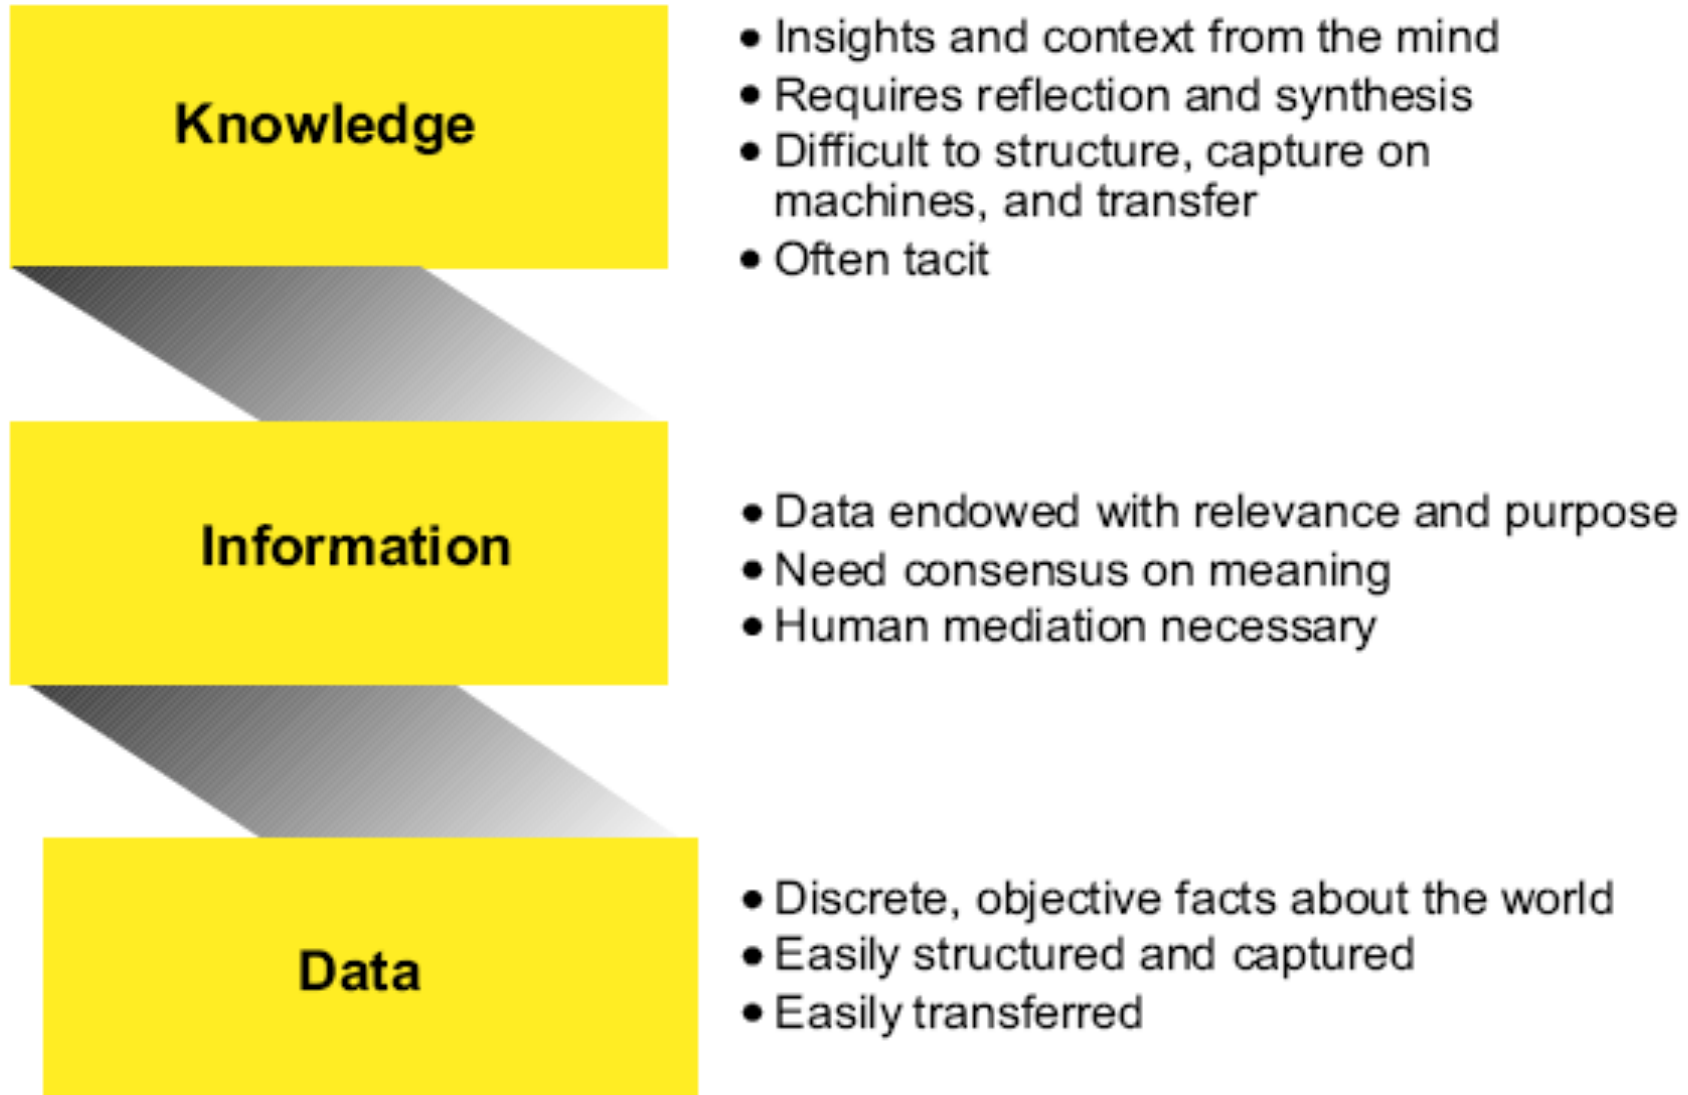 Knowledge
• Insights and context from the mind
• Requires reflection and synthesis
• Difficult to structure, capture on
machines, and transfer
• Often tacit
Information
• Data endowed with relevance and purpose
• Need consensus on meaning
• Human mediation necessary
Data
• Discrete, objective facts about the world
• Easily structured and captured
• Easily transferred